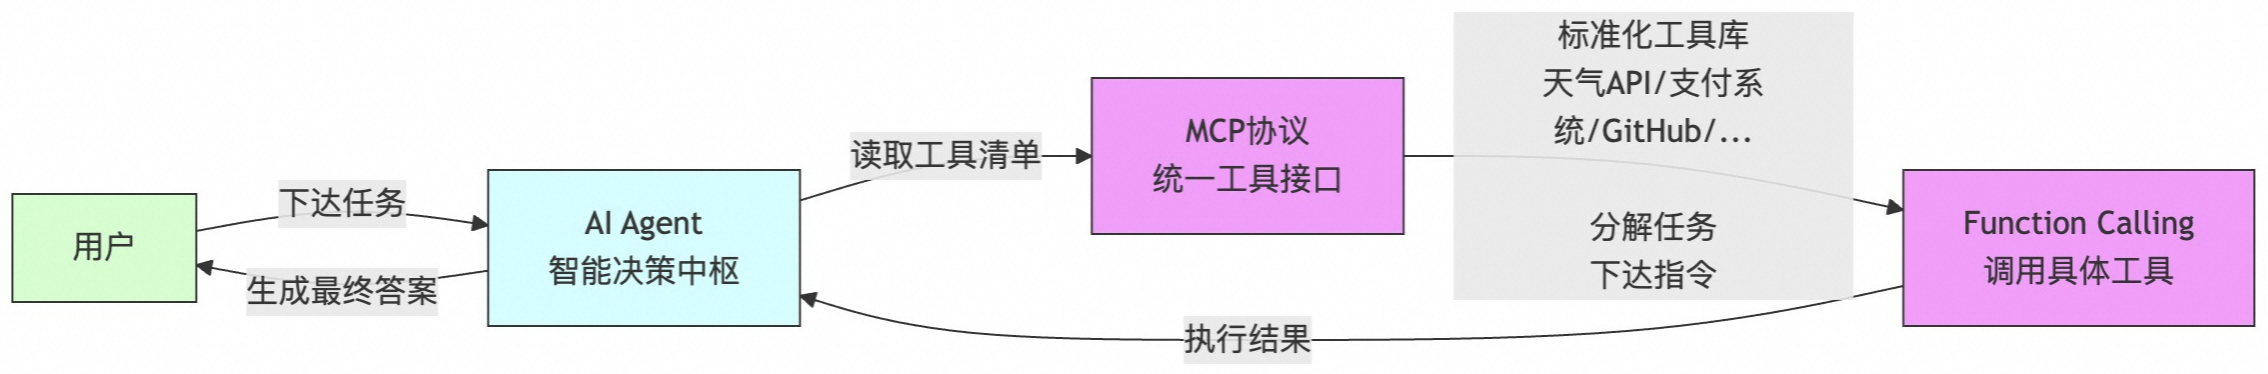 用户
下达任务
生成最终答案
AI Agent
智能决策中枢
读取工具清单
MCP协议
统一工具接口
标准化工具库
天气API/支付系
统/GitHub/...
分解任务
下达指令
Function Calling
调用具体工具
执行结果